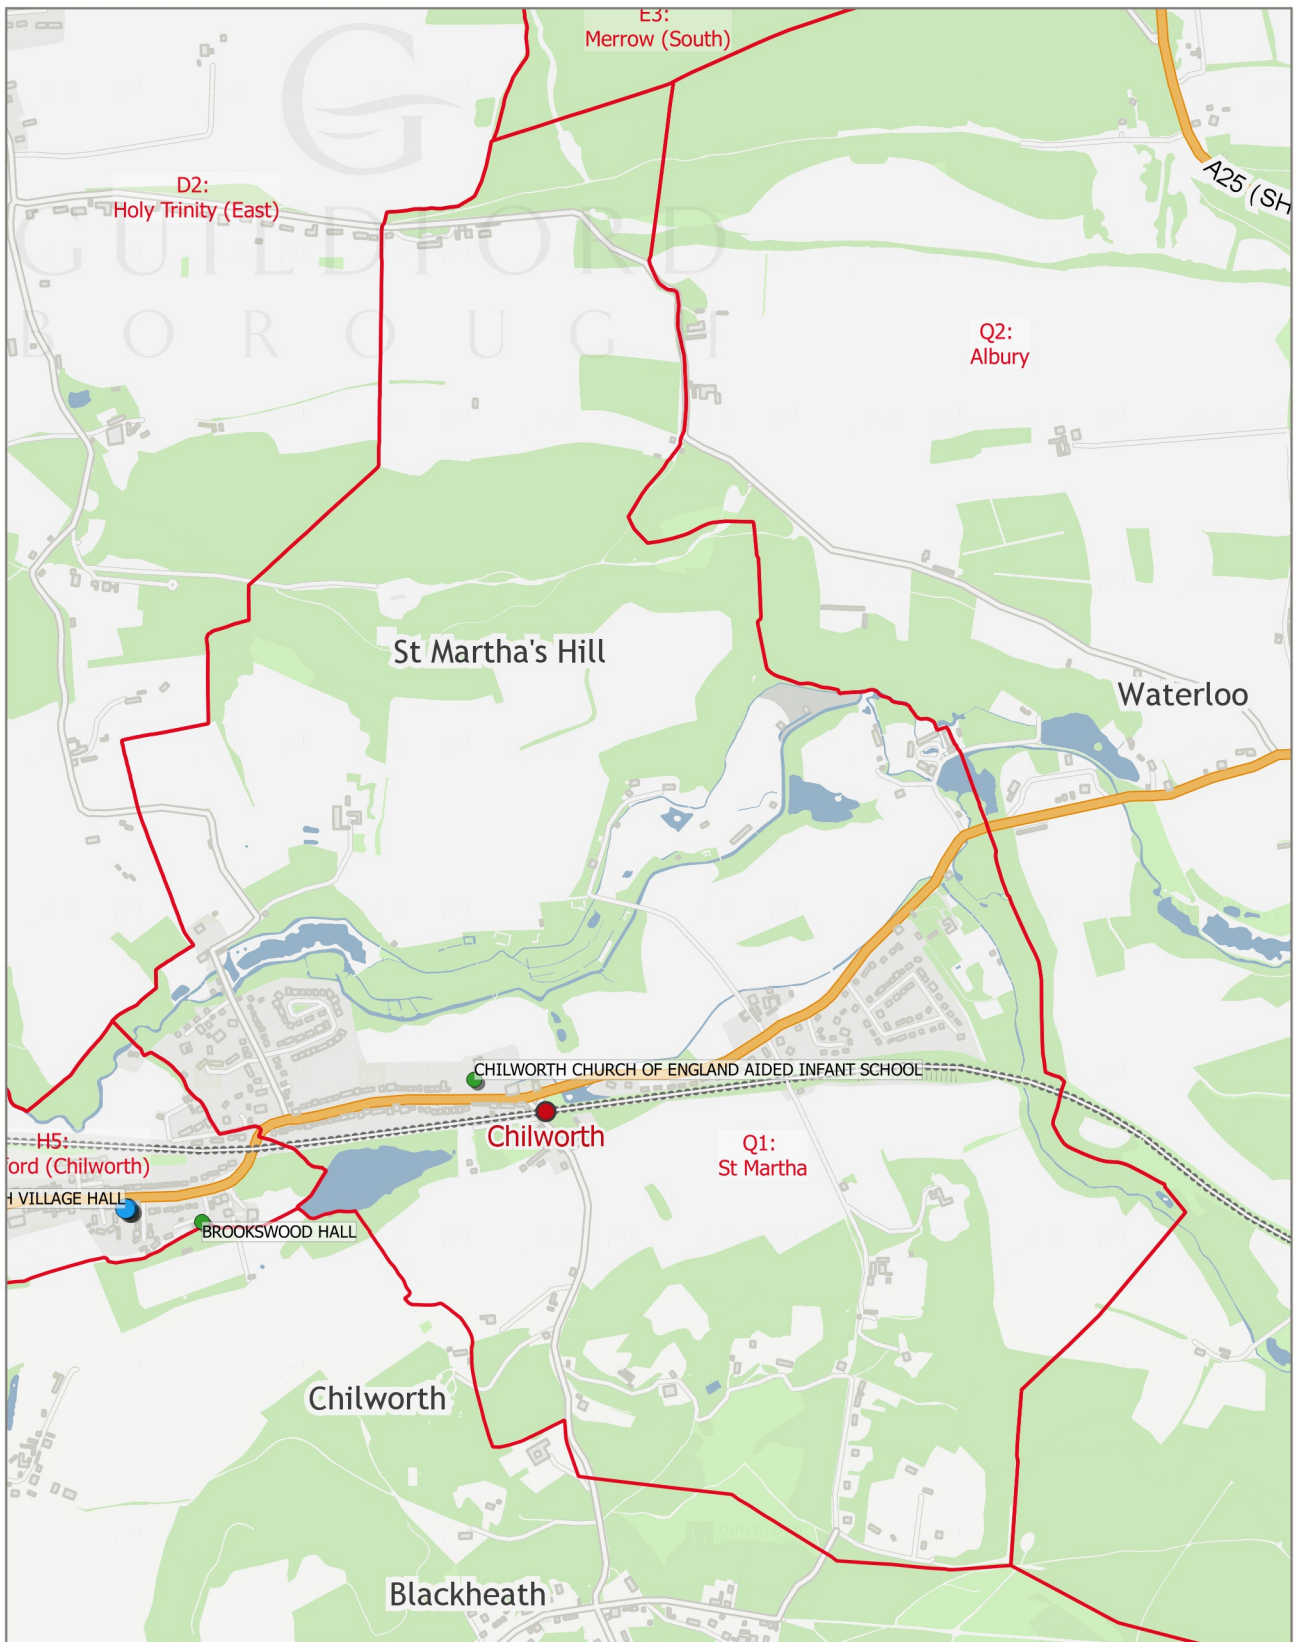 E3:
Merrow (South)
A25 (SH
D2:
Holy Trinity (East)
GUILDFORD
BOROUGH
Q2:
Albury
St Martha's Hill
Waterloo
CHILWORTH CHURCH OF ENGLAND AIDED INFANT SCHOOL
Chilworth
H5:
ford (Chilworth)
Q1:
St Martha
H VILLAGE HALL
BROOKSWOOD HALL
Chilworth
Blackheath